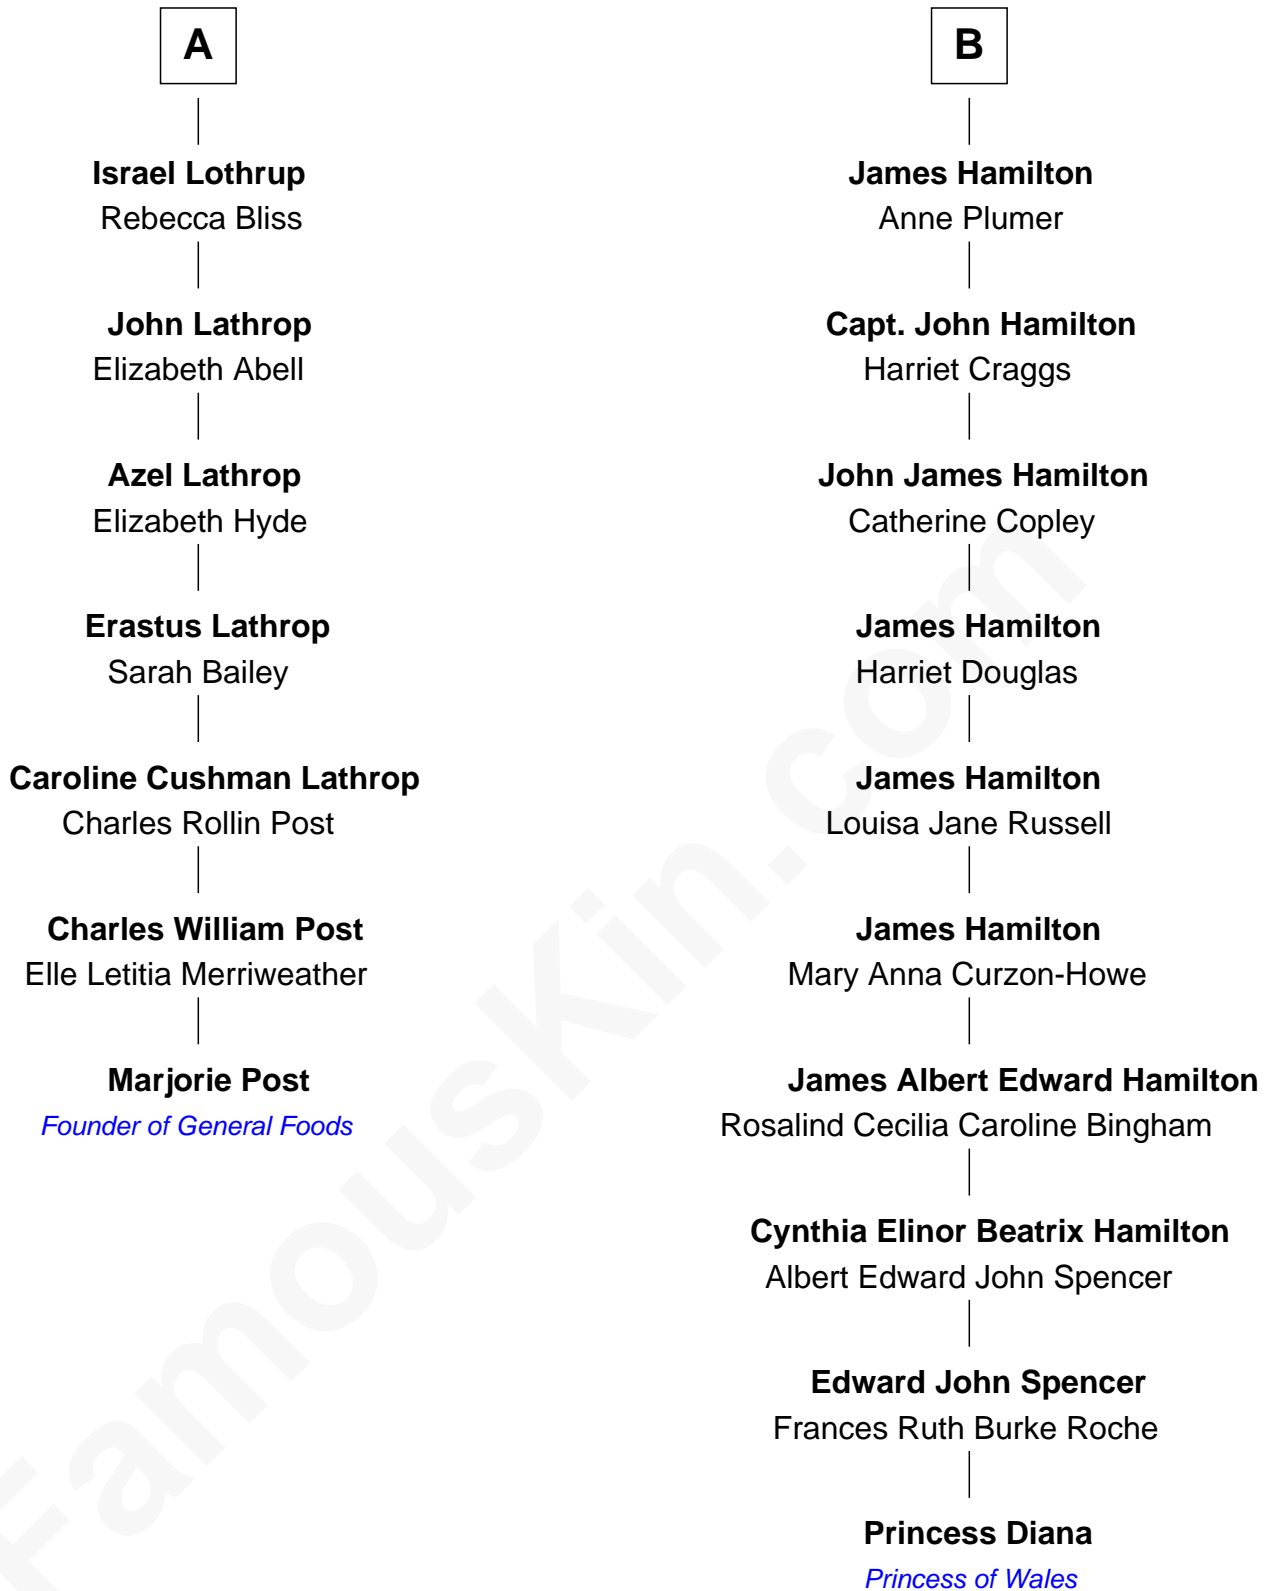 A
Israel Lothrup
Rebecca Bliss
John Lathrop
Elizabeth Abell
Azel Lathrop
Elizabeth Hyde
Erastus Lathrop
Sarah Bailey
Caroline Cushman Lathrop
Charles Rollin Post
Charles William Post
Elle Letitia Merriweather
Marjorie Post
Founder of General Foods
B
James Hamilton
Anne Plumer
Capt. John Hamilton
Harriet Craggs
John James Hamilton
Catherine Copley
James Hamilton
Harriet Douglas
James Hamilton
Louisa Jane Russell
James Hamilton
Mary Anna Curzon-Howe
James Albert Edward Hamilton
Rosalind Cecilia Caroline Bingham
Cynthia Elinor Beatrix Hamilton
Albert Edward John Spencer
Edward John Spencer
Frances Ruth Burke Roche
Princess Diana
Princess of Wales
FamousKin.com